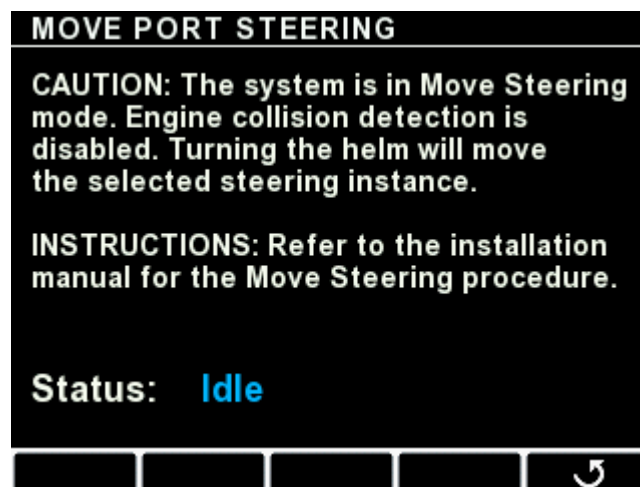 MOVE PORT STEERING
CAUTION: The system is in Move Steering
mode. Engine collision detection is
disabled. Turning the helm will move
the selected steering instance.
INSTRUCTIONS: Refer to the installation
manual for the Move Steering procedure.
Status: Idle